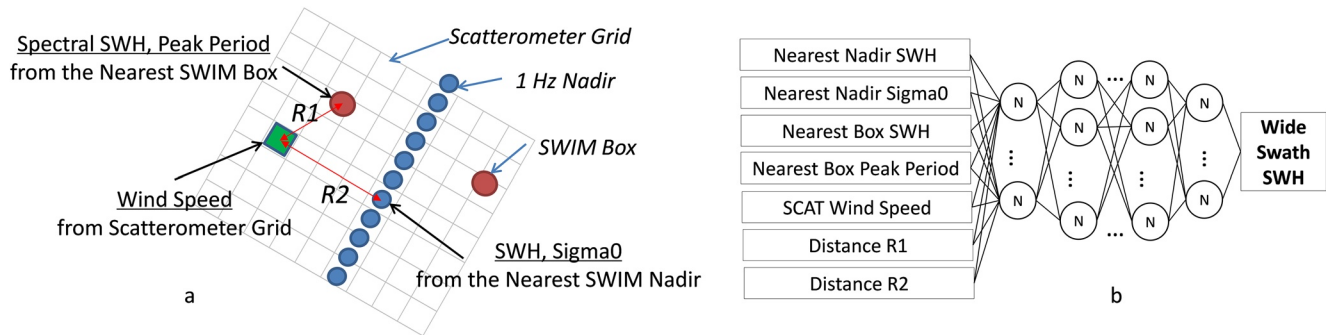 Spectral SWH, Peak Period
from the Nearest SWIM Box
Scatterometer Grid
1 Hz Nadir
R1
SWIM Box
R2
Wind Speed
from Scatterometer Grid
SWH, Sigma0
from the Nearest SWIM Nadir
a
Nearest Nadir SWH
Nearest Nadir Sigma0
Nearest Box SWH
Nearest Box Peak Period
SCAT Wind Speed
Distance R1
Distance R2
N
N
N
N
N
N
N
N
N
N
...
...
Wide
Swath
SWH
b